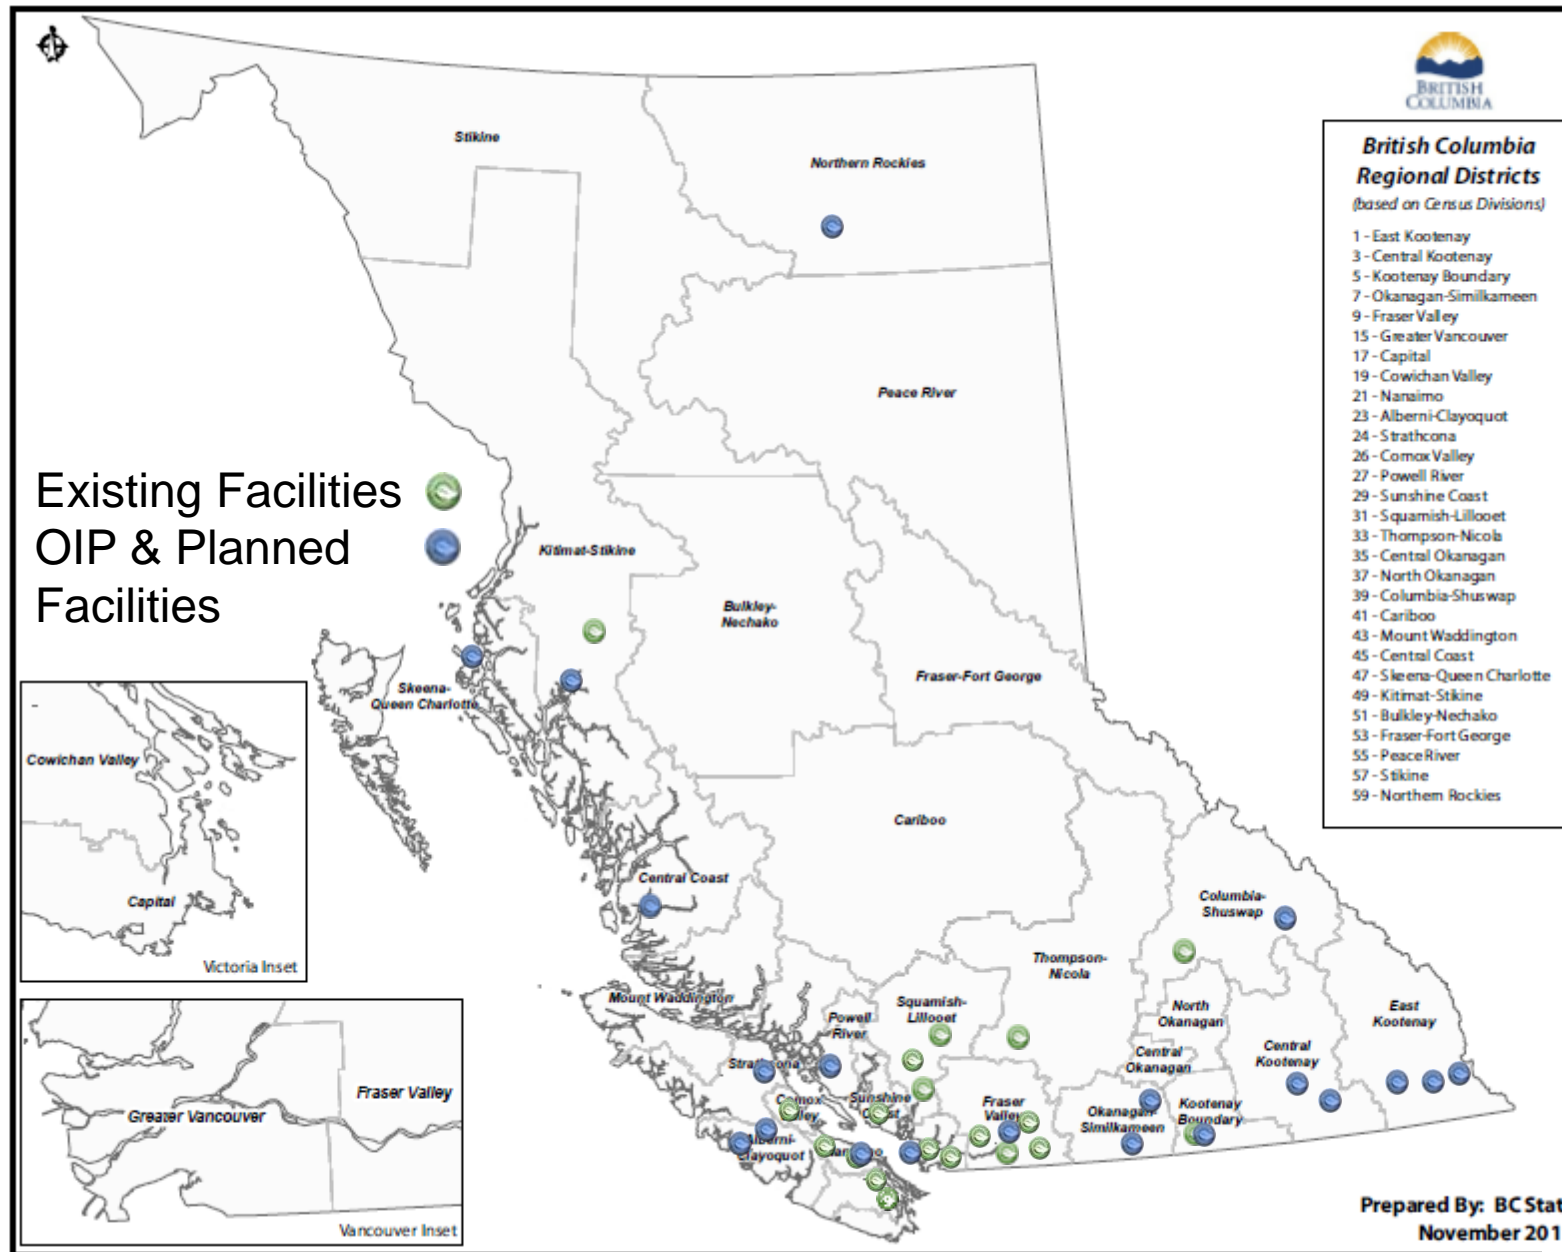 BRITISH
COLUMBIA
British Columbia
Regional Districts
(based on Census Divisions)
1 - East Kootenay
3 - Central Kootenay
5 - Kootenay Boundary
7 - Okanagan-Similkameen
9 - Fraser Valley
15 - Greater Vancouver
17 - Capital
19 - Cowichan Valley
21 - Nanaimo
23 - Alberni-Clayoquot
24 - Strathcona
26 - Comox Valley
27 - Powell River
29 - Sunshine Coast
31 - Squamish-Lillooet
33 - Thompson-Nicola
35 - Central Okanagan
37 - North Okanagan
39 - Columbia-Shuswap
41 - Cariboo
43 - Mount Waddington
45 - Central Coast
47 - Skeena-Queen Charlotte
49 - Kitimat-Stikine
51 - Bulkley-Nechako
53 - Fraser-Fort George
55 - Peace River
57 - Stikine
59 - Northern Rockies
Stikine
Northern Rockies
Peace River
Existing Facilities
OIP & Planned
Facilities
Kitimat-Stikine
Bulkley-
Nechako
Fraser-Fort George
Skeena-
Queen Charlotte
Cariboo
Central Coast
Columbia-
Shuswap
Thompson-
Nicola
Mount Waddington
Powell
River
Squamish-
Lillooet
North
Okanagan
East
Kootenay
Central
Okanagan
Central
Kootenay
Sunshine
Fraser
Valley
Okanagan-
Similkameen
Kootenay
Boundary
Alberni-
Clayoquot
Cowichan Valley
Capital
Victoria Inset
Fraser Valley
Greater Vancouver
Vancouver Inset
Prepared By: BC Stat
November 201